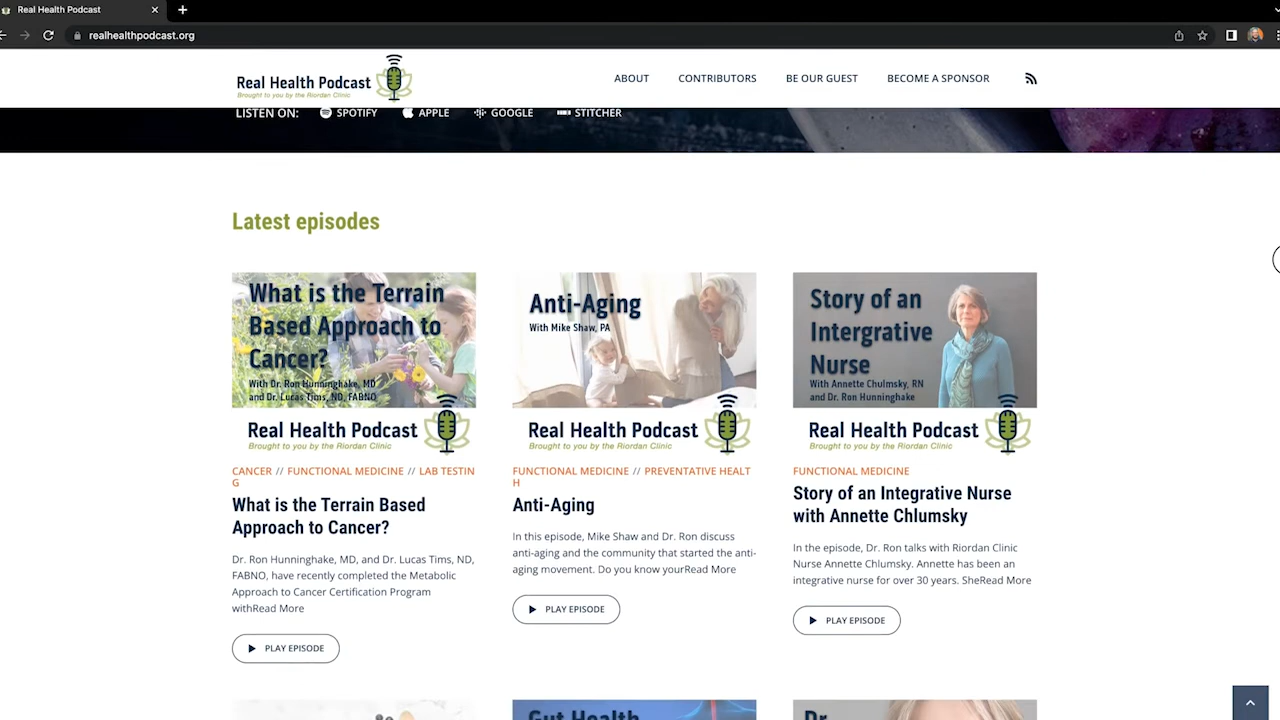 Real Health Podcast
realhealthpodcast.org
Real Health Podcast
Brought to you by the Riordan Clinic
ABOUT
CONTRIBUTORS
BE OUR GUEST
BECOME A SPONSOR
LISTEN ON:
SPOTIFY
APPLE
GOOGLE
STITCHER
Latest episodes
What is the Terrain
Based Approach to
Cancer?
With Dr. Ron Hunninghake, MD
and Dr. Lucas Tims, ND, FABNO
Real Health Podcast
Brought to you by the Riordan Clinic
CANCER // FUNCTIONAL MEDICINE // LAB TESTIN
G
What is the Terrain Based
Approach to Cancer?
Dr. Ron Hunninghake, MD, and Dr. Lucas Tims, ND,
FABNO, have recently completed the Metabolic
Approach to Cancer Certification Program
withRead More
PLAY EPISODE
Anti-Aging
With Mike Shaw, PA
Real Health Podcast
Brought to you by the Riordan Clinic
FUNCTIONAL MEDICINE // PREVENTATIVE HEALT
H
Anti-Aging
In this episode, Mike Shaw and Dr. Ron discuss
anti-aging and the community that started the anti-
aging movement. Do you know yourRead More
PLAY EPISODE
Story of an
Intergrative
Nurse
With Annette Chulmsky, RN
and Dr. Ron Hunninghake
Real Health Podcast
Brought to you by the Riordan Clinic
FUNCTIONAL MEDICINE
Story of an Integrative Nurse
with Annette Chlumsky
In the episode, Dr. Ron talks with Riordan Clinic
Nurse Annette Chlumsky. Annette has been an
integrative nurse for over 30 years. SheRead More
PLAY EPISODE
Gut Health
Dr